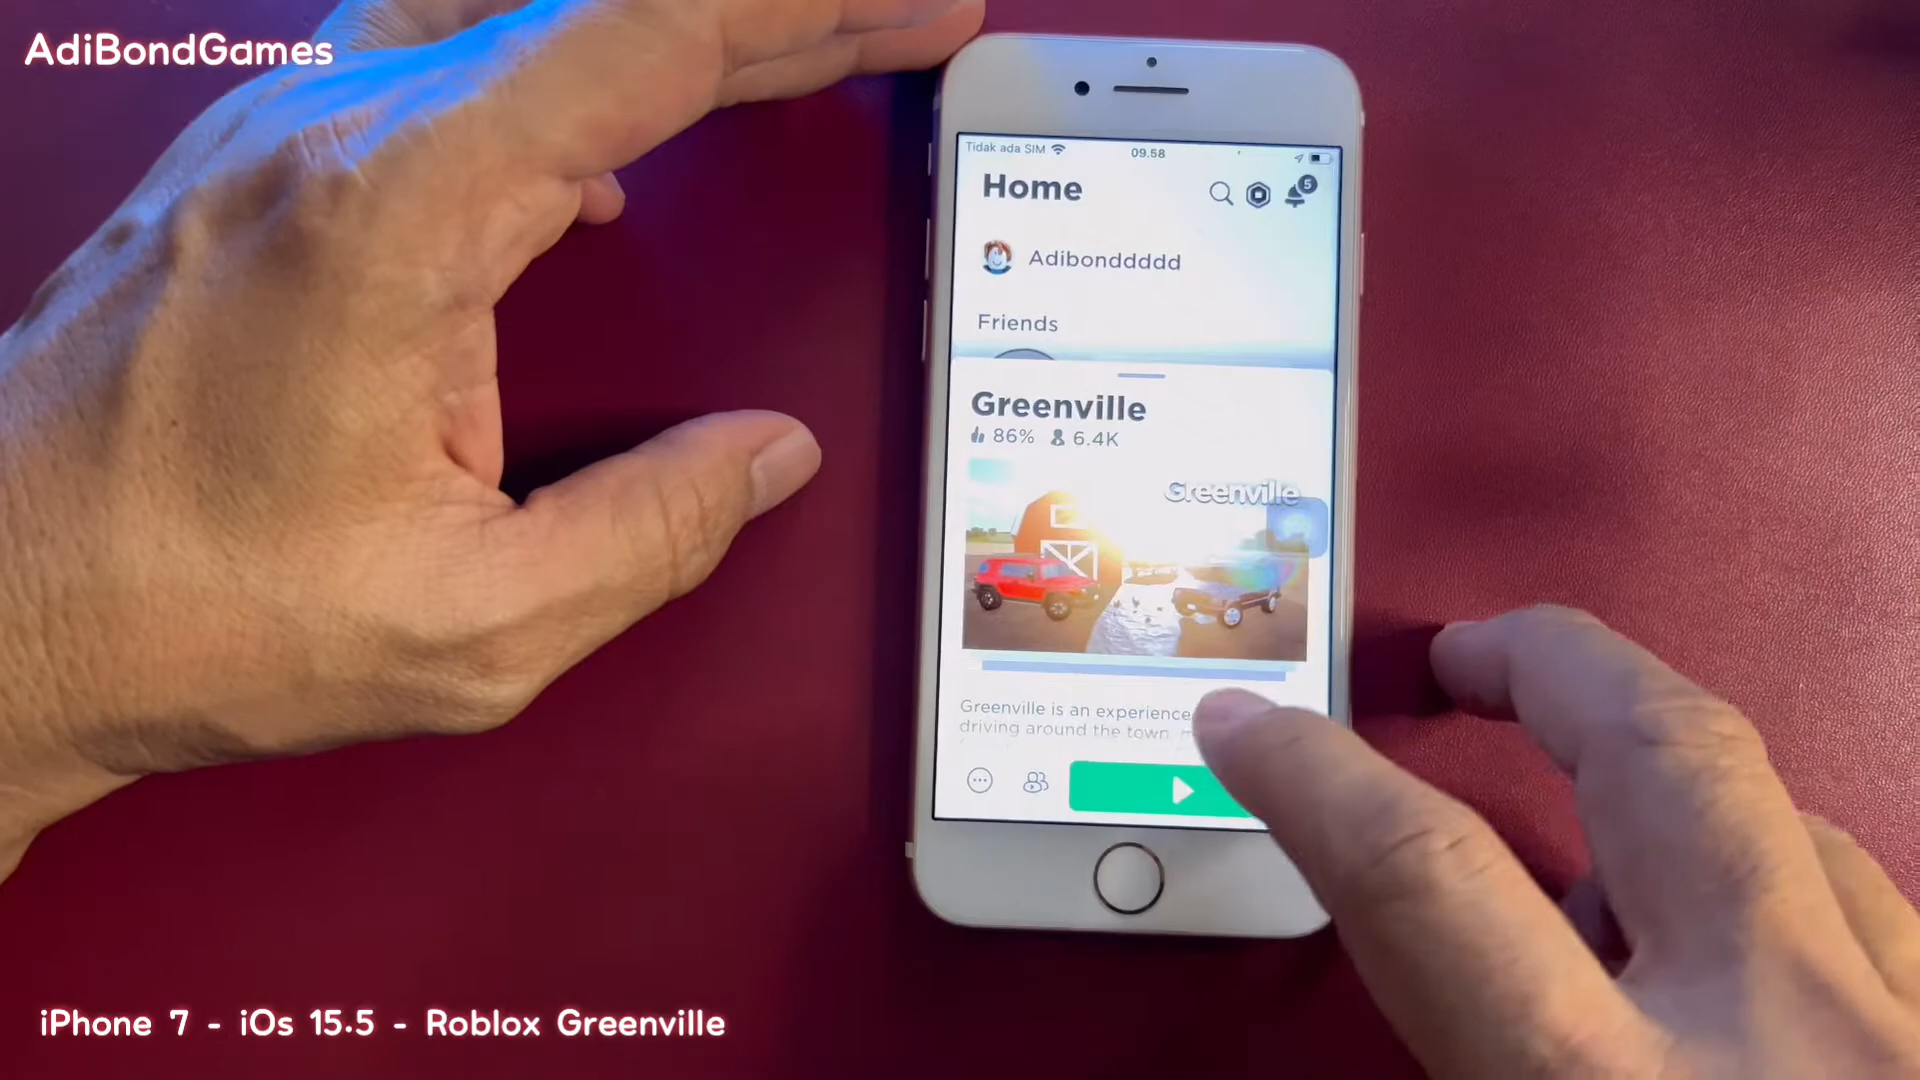 AdiBondGames
Tidak ada SIM
09.58
Home
5
Adibonddddd
Friends
Greenville
86% 6.4K
Greenville
Greenville is an experience
driving around the town,
iPhone 7 - iOs 15.5 - Roblox Greenville